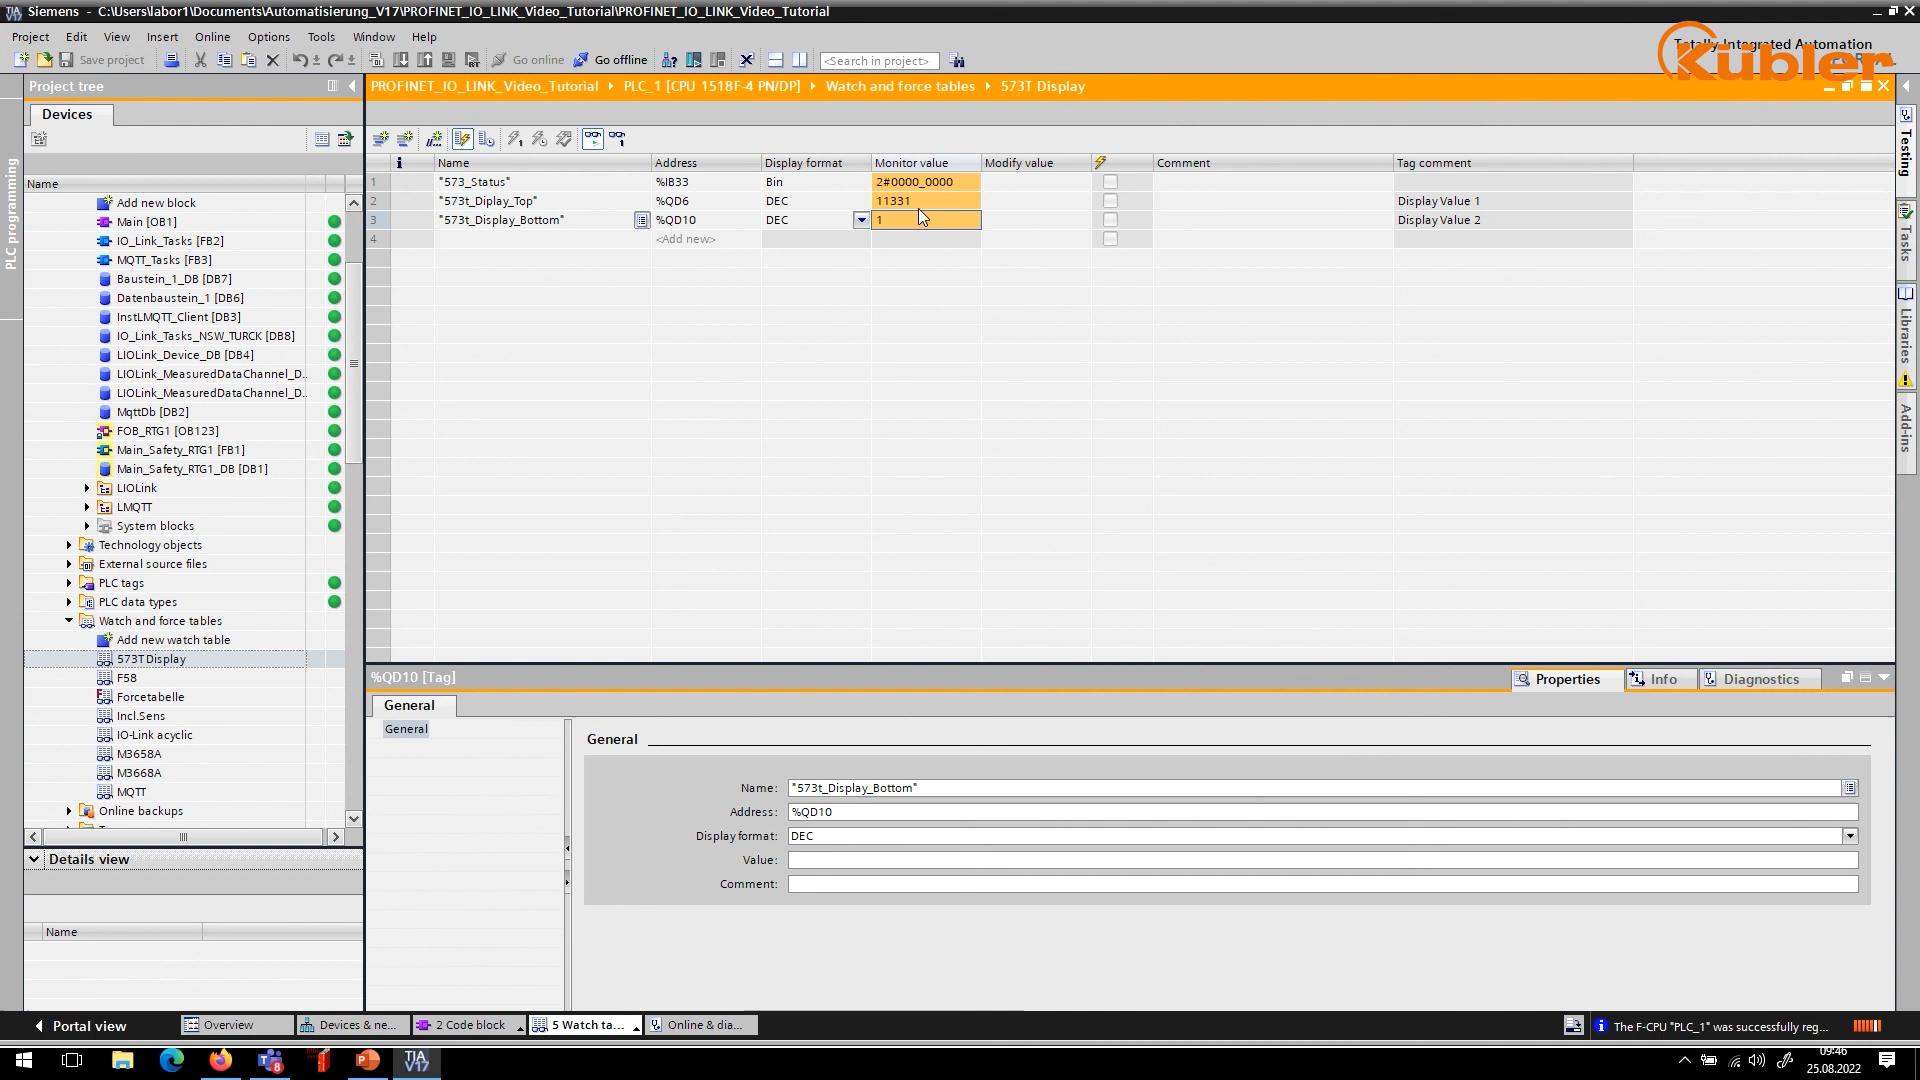 Siemens - C:\Users\labor1\Documents\Automatisierung_V17\PROFINET_IO_LINK_Video_Tutorial\PROFINET_IO_LINK_Video_Tutorial
Project Edit View Insert Online Options Tools Window Help
Totally Integrated Automation
Save project Go online Go offline <Search in project>
Kübler
Project tree
PROFINET_IO_LINK_Video_Tutorial PLC_1 [CPU 1518F-4 PN/DP] Watch and force tables 573T Display
Devices
Name
Add new block
Main [OB1]
IO_Link_Tasks [FB2]
MQTT_Tasks [FB3]
Baustein_1_DB [DB7]
Datenbaustein_1 [DB6]
InstLMQTT_Client [DB3]
IO_Link_Tasks_NSW_TURCK [DB8]
LIOLink_Device_DB [DB4]
LIOLink_MeasuredDataChannel_D..
LIOLink_MeasuredDataChannel_D..
MqttDb [DB2]
FOB_RTG1 [OB123]
Main_Safety_RTG1 [FB1]
Main_Safety_RTG1_DB [DB1]
LIOLink
LMQTT
System blocks
Technology objects
External source files
PLC tags
PLC data types
Watch and force tables
Add new watch table
573T Display
F58
Forcetabelle
Incl.Sens
IO-Link acyclic
M3658A
M3668A
MQTT
Online backups
Details view
Name
PLC programming
i Name Address Display format Monitor value Modify value Comment Tag comment
1 "573_Status" %IB33 Bin 2#0000_0000
2 "573t_Diplay_Top" %QD6 DEC 11331 Display Value 1
3 "573t_Display_Bottom" %QD10 DEC 1 Display Value 2
4 <Add new>
Testing
Tasks
Libraries
Add-ins
%QD10 [Tag]
Properties Info Diagnostics
General
General
General
Name: "573t_Display_Bottom"
Address: %QD10
Display format: DEC
Value:
Comment:
Portal view Overview Devices & ne... 2 Code block 5 Watch ta... Online & dia...
The F-CPU "PLC_1" was successfully reg...
TIA V17
09:46
25.08.2022